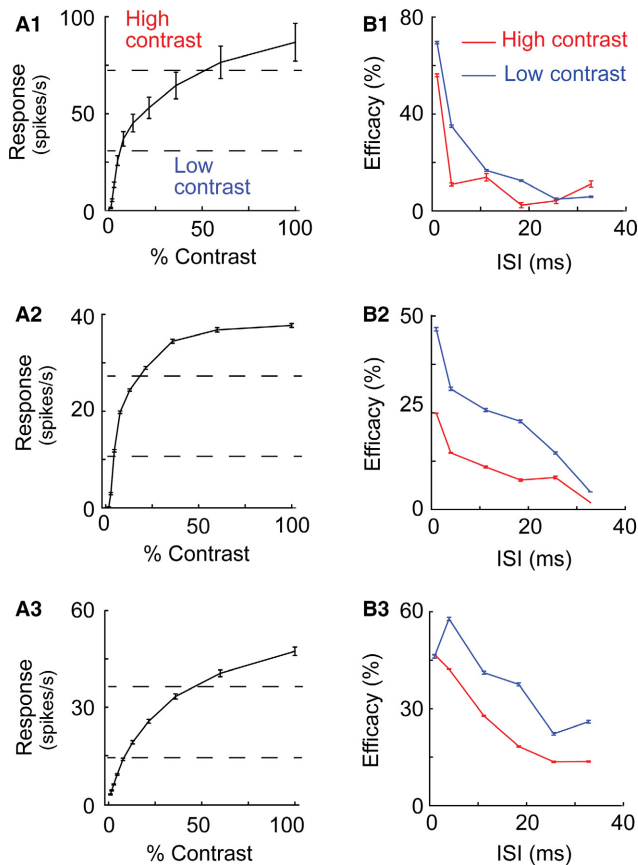 A1
High
contrast
Low
contrast
Response
(spikes/s)
100
75
50
25
0
0
50
100
% Contrast
B1
High contrast
Low contrast
Efficacy (%)
80
40
0
0
20
40
ISI (ms)
A2
Response
(spikes/s)
40
20
0
0
50
100
% Contrast
B2
Efficacy (%)
50
25
0
0
20
40
ISI (ms)
A3
Response
(spikes/s)
60
30
0
0
50
100
% Contrast
B3
Efficacy (%)
60
30
0
0
20
40
ISI (ms)